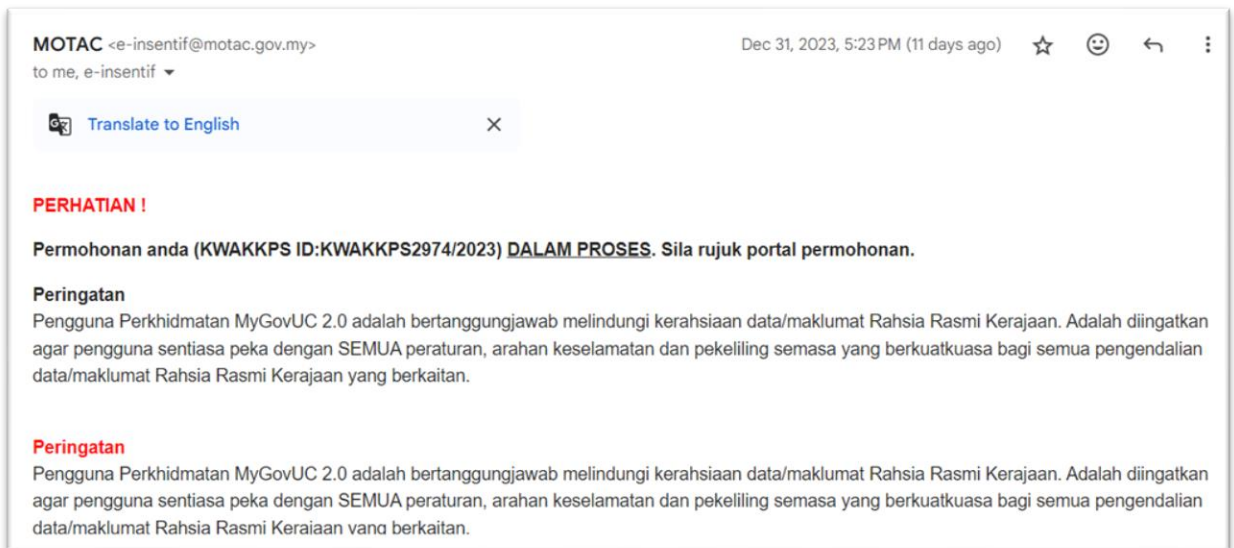 MOTAC <e-insentif@motac.gov.my>
Dec 31, 2023, 5:23 PM (11 days ago)
to me, e-insentif
Translate to English
PERHATIAN !
Permohonan anda (KWAKKPS ID:KWAKKPS2974/2023) DALAM PROSES. Sila rujuk portal permohonan.
Peringatan
Pengguna Perkhidmatan MyGovUC 2.0 adalah bertanggungjawab melindungi kerahsiaan data/maklumat Rahsia Rasmi Kerajaan. Adalah diingatkan
agar pengguna sentiasa peka dengan SEMUA peraturan, arahan keselamatan dan pekeliling semasa yang berkuatkuasa bagi semua pengendalian
data/maklumat Rahsia Rasmi Kerajaan yang berkaitan.
Peringatan
Pengguna Perkhidmatan MyGovUC 2.0 adalah bertanggungjawab melindungi kerahsiaan data/maklumat Rahsia Rasmi Kerajaan. Adalah diingatkan
agar pengguna sentiasa peka dengan SEMUA peraturan, arahan keselamatan dan pekeliling semasa yang berkuatkuasa bagi semua pengendalian
data/maklumat Rahsia Rasmi Kerajaan yang berkaitan.